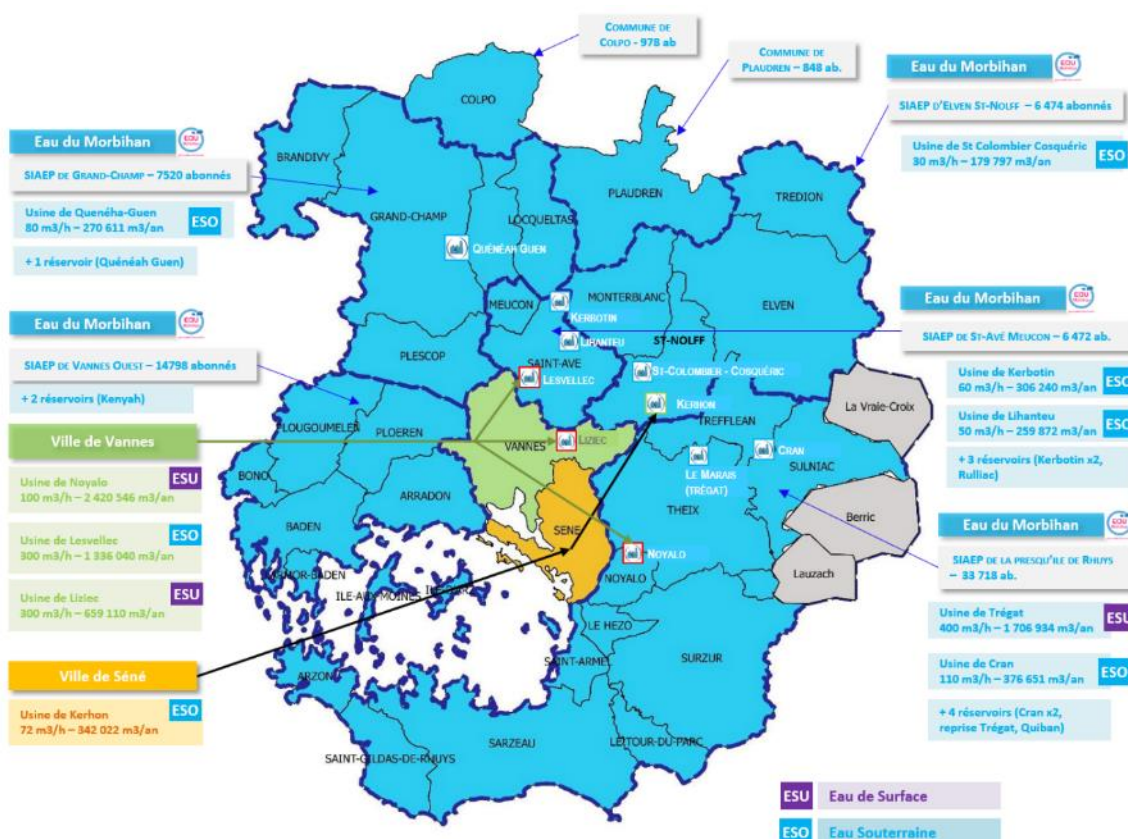 COMMUNE DE
COLPO - 978 ab
COMMUNE DE
PLAUDREN – 848 ab.
Eau du Morbihan
SIAEP D'ELVEN ST-NOLFF – 6 474 abonnés
Usine de St Colombier Cosquéric
30 m3/h – 179 797 m3/an
ESO
Eau du Morbihan
SIAEP DE GRAND-CHAMP – 7520 abonnés
Usine de Quenéha-Guen
80 m3/h – 270 611 m3/an
ESO
+ 1 réservoir (Quénéah Guen)
Eau du Morbihan
SIAEP DE VANNES OUEST – 14798 abonnés
+ 2 réservoirs (Kenyah)
Ville de Vannes
Usine de Noyalo
100 m3/h – 2 420 546 m3/an
ESU
Usine de Lesvellec
300 m3/h – 1 336 040 m3/an
ESO
Usine de Liziec
300 m3/h – 659 110 m3/an
ESU
Ville de Séné
Usine de Kerhon
72 m3/h – 342 022 m3/an
ESO
COLPO
BRANDIVY
GRAND-CHAMP
LOCQUELTAS
PLAUDREN
TREDION
QUÉNÉAH GUEN
MEUCON
MONTERBLANC
ELVEN
KERBOTIN
LIHANTEU
ST-NOLFF
PLESCOP
SAINT-AVE
LESVELLEC
ST-COLOMBIER - COSQUÉRIC
KERHON
La Vraie-Croix
TREFFLEAN
PLOUGOUMELEN
PLOEREN
VANNES
LIZIEC
CRAN
SULNIAC
LE MARAIS
(TRÉGAT)
BONO
ARRADON
BADEN
SENE
THEIX
Berric
NOYALO
NOYALO
Lauzach
ILE-AUX-MOINES
LE HEZO
SURZUR
SAINT-ARMEL
ARZON
SARZEAU
SAINT-GILDAS-DE-RHUYS
Eau du Morbihan
SIAEP DE ST-AVÉ MEUCON – 6 472 ab.
Usine de Kerbotin
60 m3/h – 306 240 m3/an
ESO
Usine de Lihanteu
50 m3/h – 259 872 m3/an
ESO
+ 3 réservoirs (Kerbotin x2,
Rulliac)
Eau du Morbihan
SIAEP DE LA PRESQU'ILE DE RHUYS
– 33 718 ab.
Usine de Trégat
400 m3/h – 1 706 934 m3/an
ESU
Usine de Cran
110 m3/h – 376 651 m3/an
ESO
+ 4 réservoirs (Cran x2,
reprise Trégat, Quiban)
ESU Eau de Surface
ESO Eau Souterraine